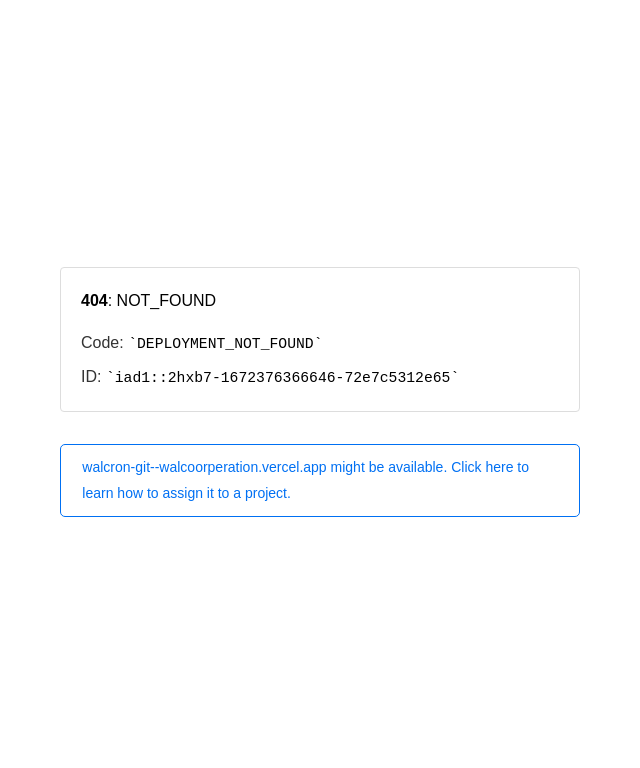 404: NOT_FOUND
Code: `DEPLOYMENT_NOT_FOUND`
ID: `iad1::2hxb7-1672376366646-72e7c5312e65`
walcron-git--walcoorperation.vercel.app might be available. Click here to
learn how to assign it to a project.